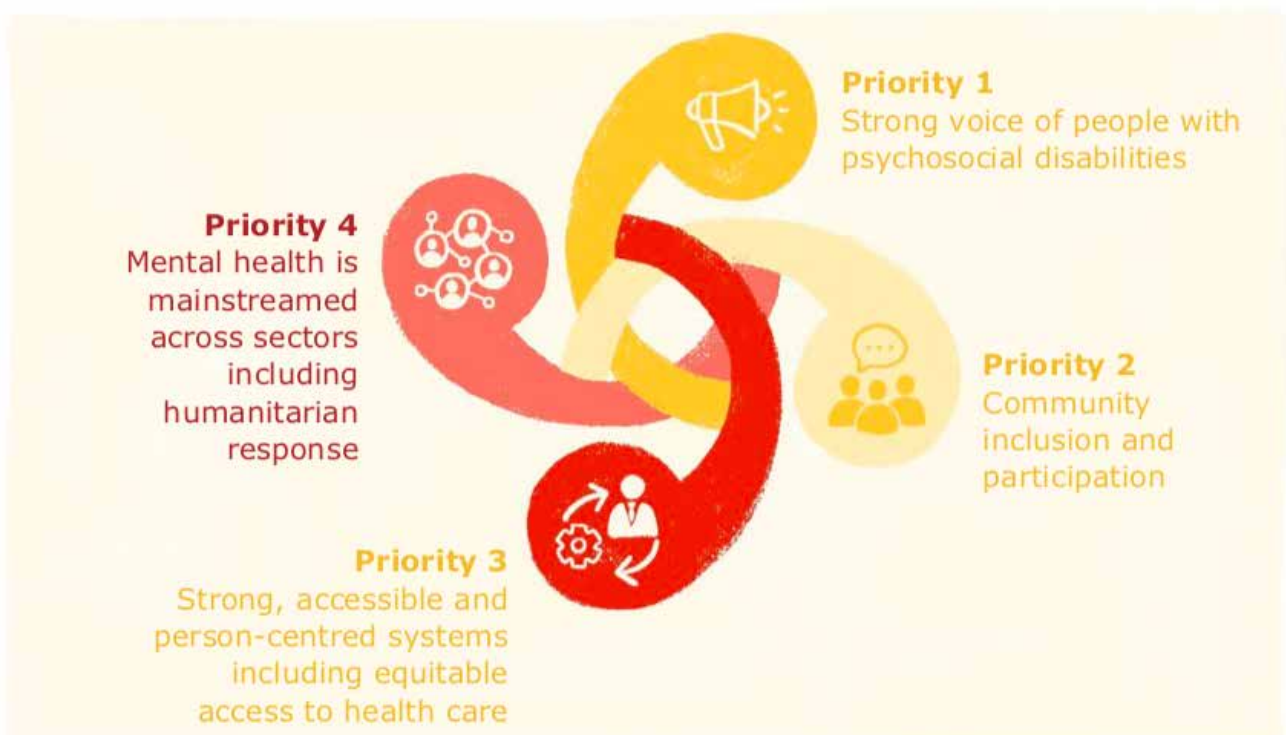 Priority 1
Strong voice of people with
psychosocial disabilities
Priority 2
Community
inclusion and
participation
Priority 3
Strong, accessible and
person-centred systems
including equitable
access to health care
Priority 4
Mental health is
mainstreamed
across sectors
including
humanitarian
response